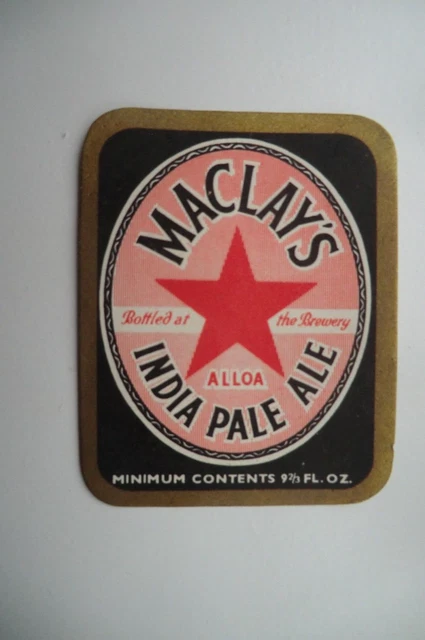 MACLAY'S
Bottled at the Brewery
ALLOA
INDIA PALE ALE
MINIMUM CONTENTS 9⅔ FL. OZ.